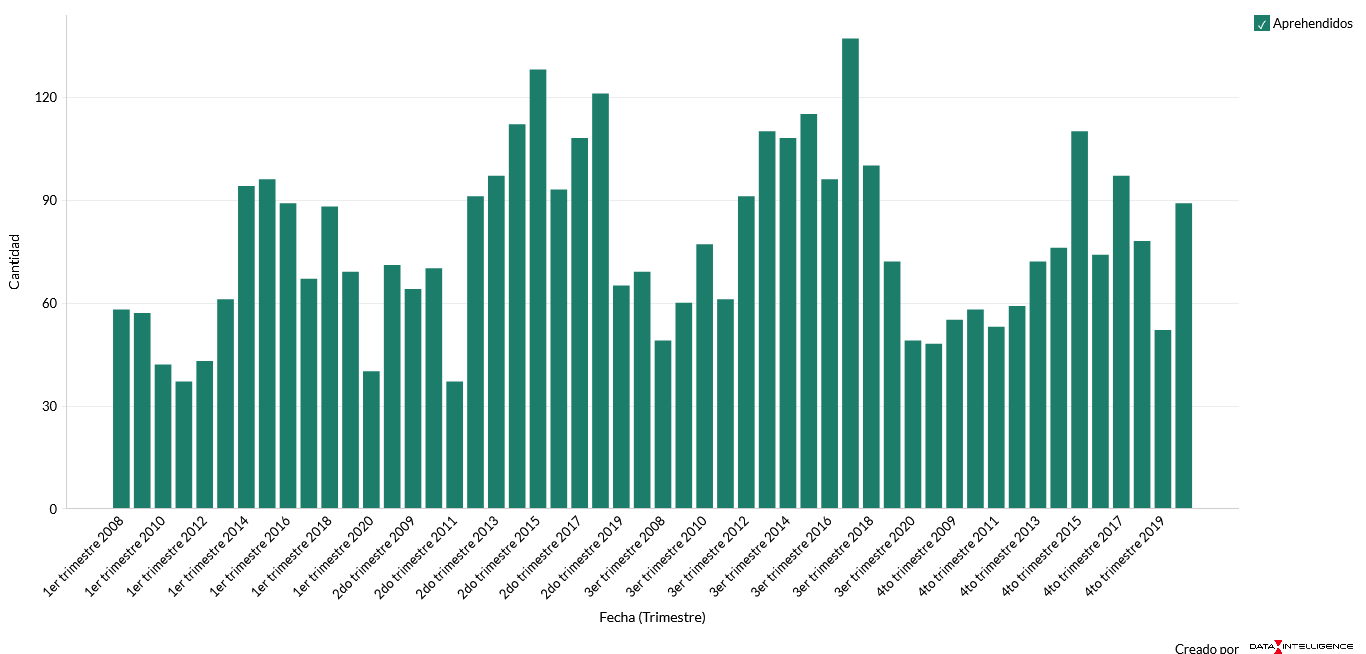 Aprehendidos
120
90
60
30
0
Cantidad
1er trimestre 2008
1er trimestre 2010
1er trimestre 2012
1er trimestre 2014
1er trimestre 2016
1er trimestre 2018
1er trimestre 2020
2do trimestre 2009
2do trimestre 2011
2do trimestre 2013
2do trimestre 2015
2do trimestre 2017
2do trimestre 2019
3er trimestre 2008
3er trimestre 2010
3er trimestre 2012
3er trimestre 2014
3er trimestre 2016
3er trimestre 2018
3er trimestre 2020
4to trimestre 2009
4to trimestre 2011
4to trimestre 2013
4to trimestre 2015
4to trimestre 2017
4to trimestre 2019
Fecha (Trimestre)
Creado por DATA INTELLIGENCE